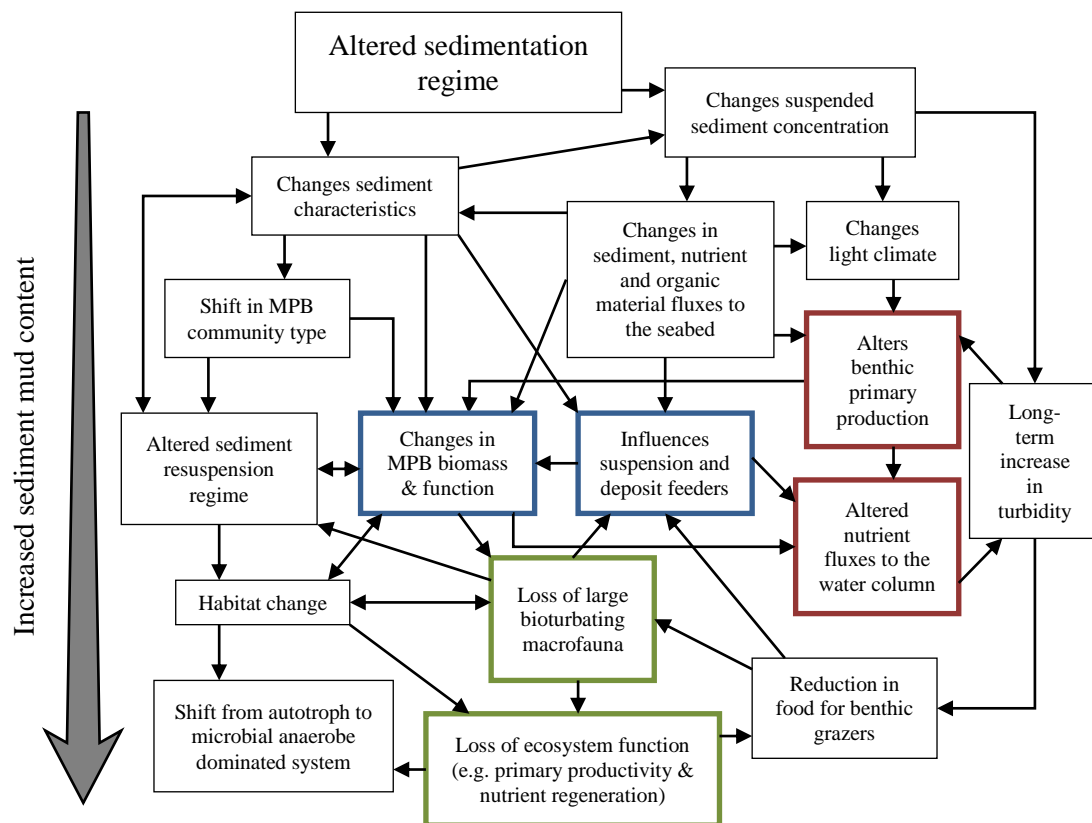 Altered sedimentation
regime
Changes suspended
sediment concentration
Changes sediment
characteristics
Changes in
sediment, nutrient
and organic
material fluxes to
the seabed
Changes
light climate
Shift in MPB
community type
Alters
benthic
primary
production
Long-
term
increase in
turbidity
Altered sediment
resuspension
regime
Changes in
MPB biomass
& function
Influences
suspension and
deposit feeders
Altered
nutrient
fluxes to the
water column
Habitat change
Loss of large
bioturbating
macrofauna
Reduction in
food for benthic
grazers
Shift from autotroph to
microbial anaerobe
dominated system
Loss of ecosystem function
(e.g. primary productivity &
nutrient regeneration)
Increased sediment mud content